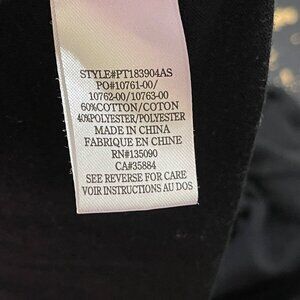 STYLE#PT183904AS
PO#10761-00/
10762-00/10763-00
60%COTTON/COTON
40%POLYESTER/POLYESTER
MADE IN CHINA
FABRIQUE EN CHINE
RN#135090
CA#35884
SEE REVERSE FOR CARE
VOIR INSTRUCTIONS AU DOS